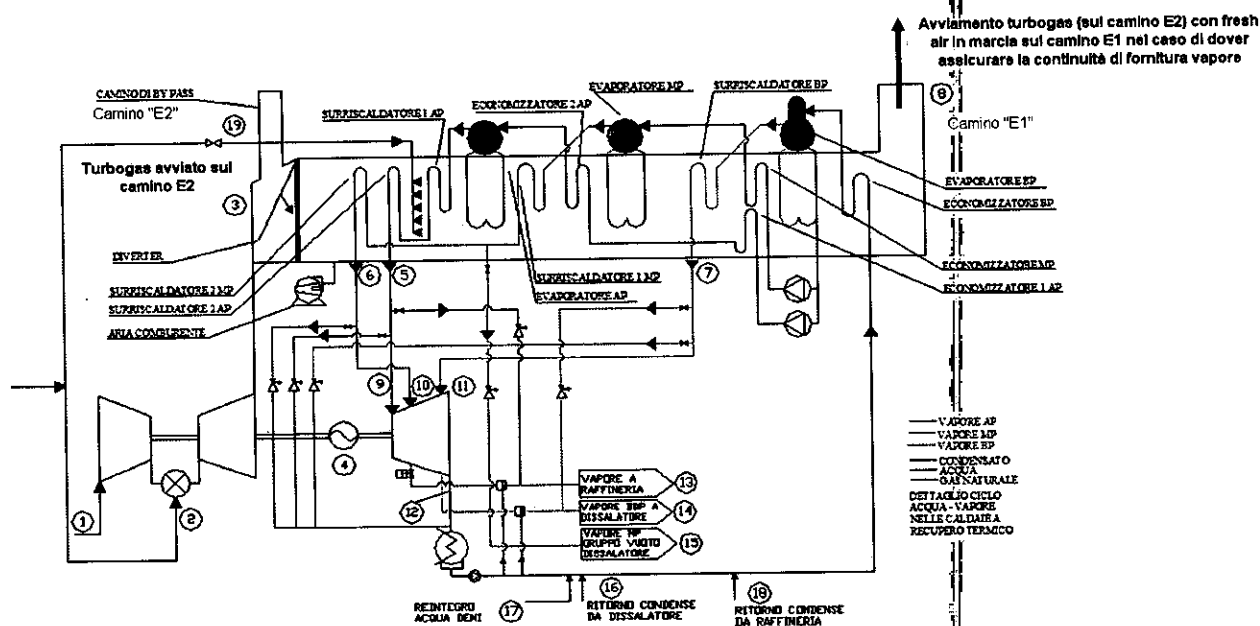 Avviamento turbogas (sul camino E2) con fresh
air in marcia sul camino E1 nel caso di dover
assicurare la continuità di fornitura vapore
CAMINO DI BY PASS
Camino "E2"
19
SURRISCALDATORE 1 AP
ECONOMIZZATORE 2 AP
EVAPORATORE MP
SURRISCALDATORE BP
8
Camino "E1"
Turbogas avviato sul
camino E2
3
EVAPORATORE BP
ECONOMIZZATORE BP
DIVERTER
6
5
7
SURRISCALDATORE 1 MP
EVAPORATORE AP
ECONOMIZZATORE MP
ECONOMIZZATORE 1 AP
SURRISCALDATORE 2 MP
SURRISCALDATORE 2 AP
ARIA COMBURENTE
9
10
11
4
1
2
12
VAPORE A
RAFFINERIA
13
VAPORE BBP A
DISSALATORE
14
VAPORE MP
GRUPPO VUOTO
DISSALATORE
15
VAPORE AP
VAPORE MP
VAPORE BP
CONDENSATO
ACQUA
GAS NATURALE
DETTAGLIO CICLO
ACQUA - VAPORE
NELLE CALDAIE A
RECUPERO TERMICO
REINTEGRO
ACQUA DEMI
17
16
RITORNO CONDENSE
DA DISSALATORE
18
RITORNO CONDENSE
DA RAFFINERIA